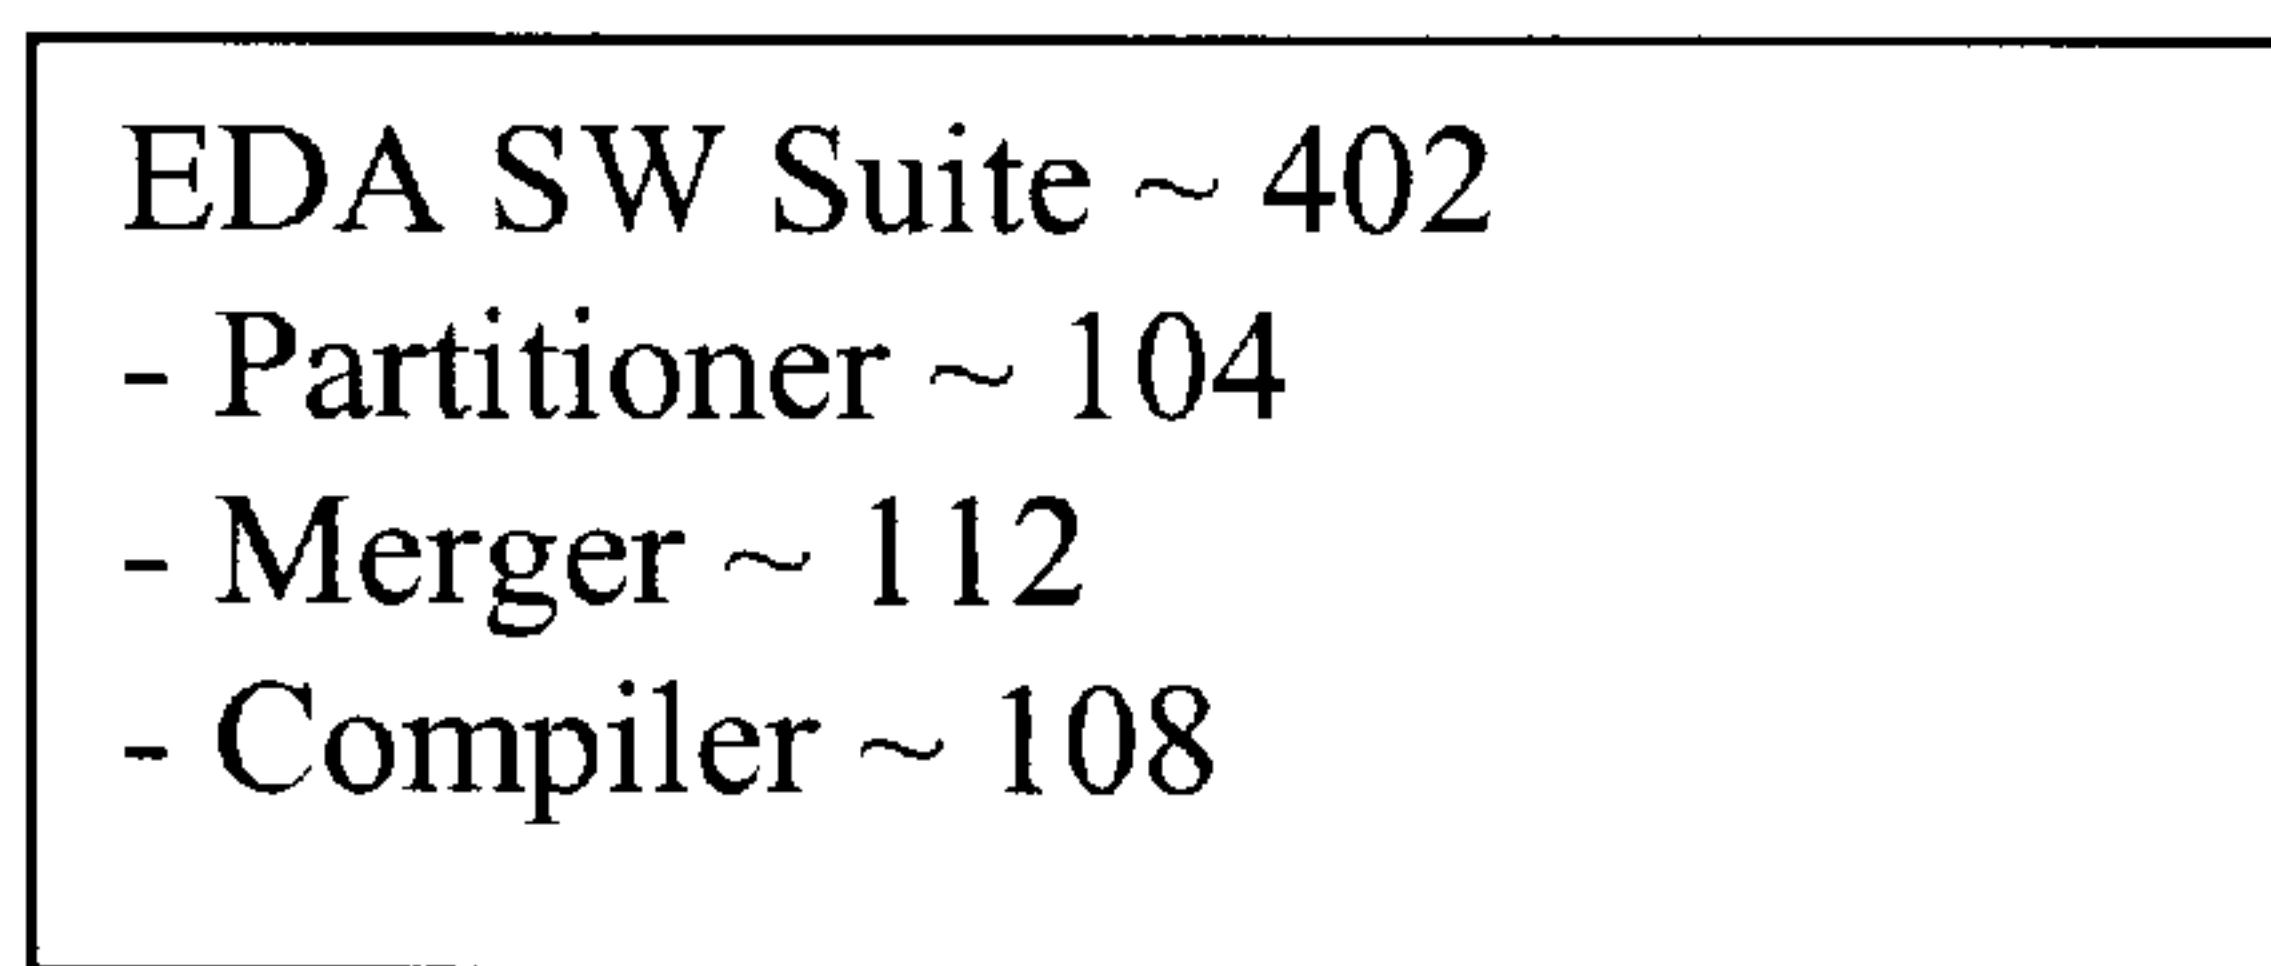 EDA SW Suite ~ 402
- Partitioner ~ 104
- Merger ~ 112
- Compiler ~ 108